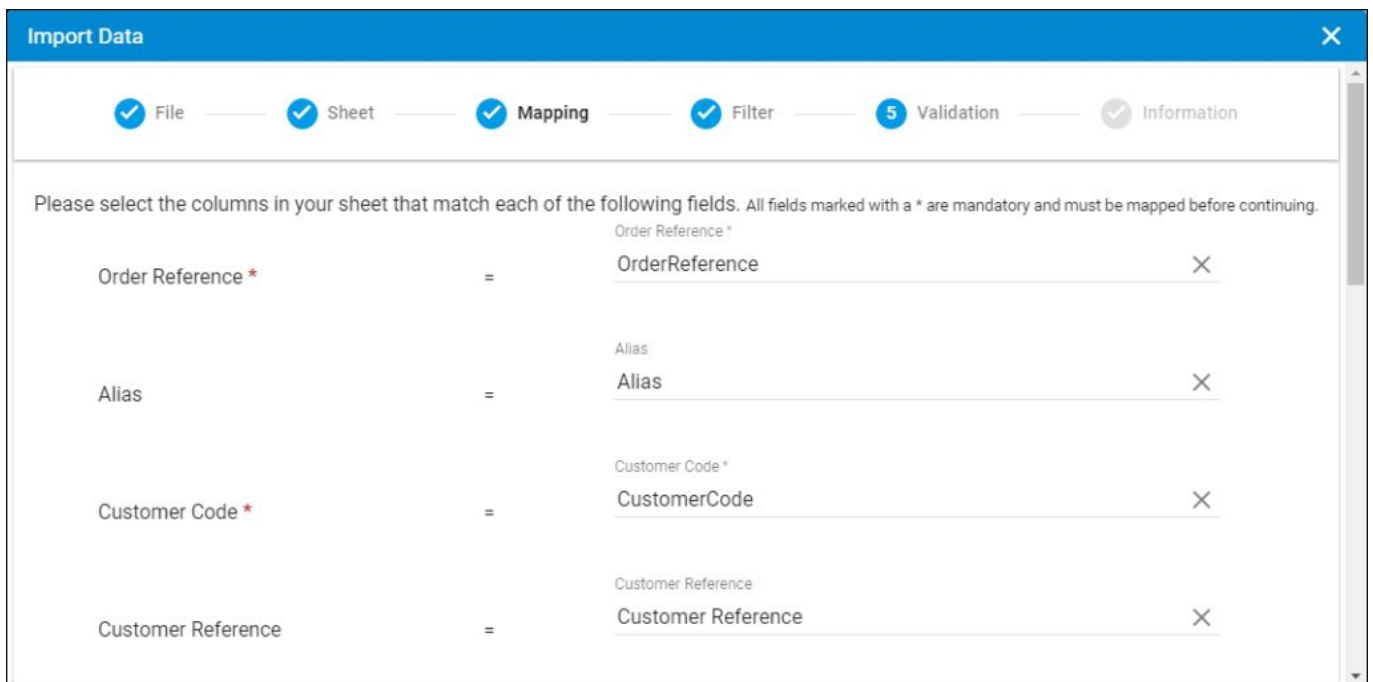 Import Data
File Sheet Mapping Filter 5 Validation Information
Please select the columns in your sheet that match each of the following fields. All fields marked with a * are mandatory and must be mapped before continuing.
Order Reference *
Order Reference * = OrderReference
Alias
Alias = Alias
Customer Code *
Customer Code * = CustomerCode
Customer Reference
Customer Reference = Customer Reference